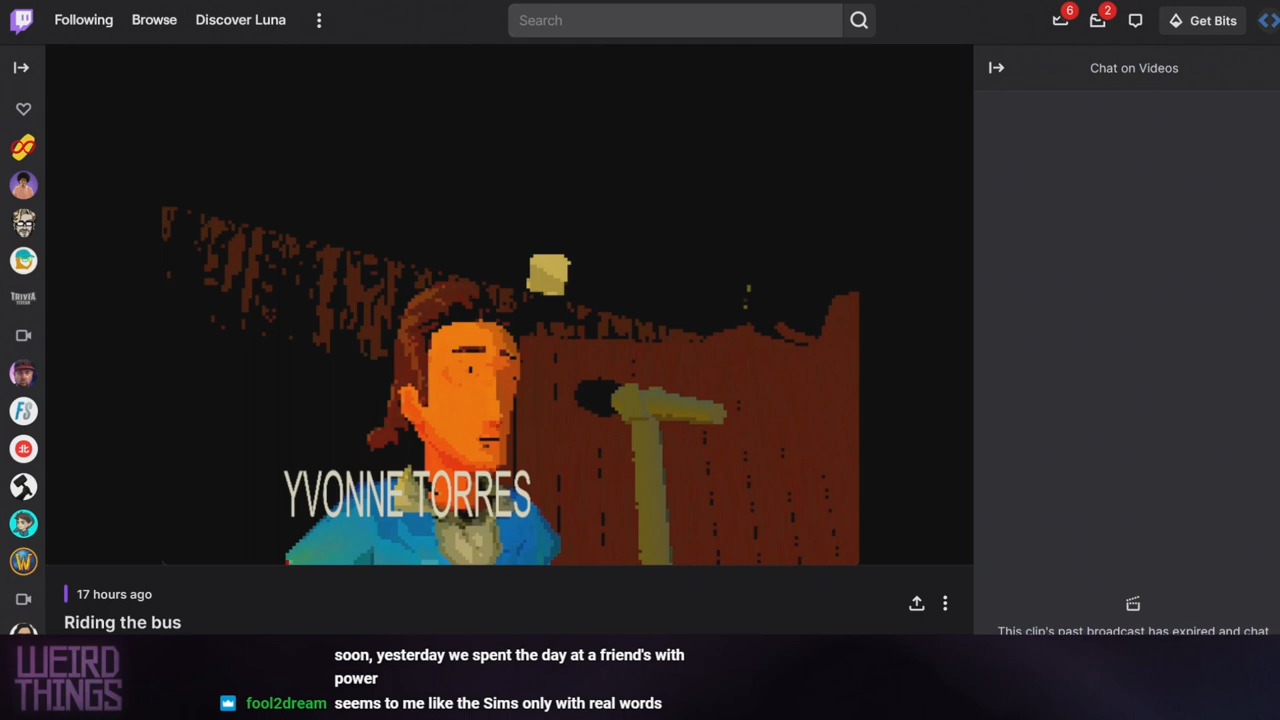 Following
Browse
Discover Luna
Search
6
2
Get Bits
Chat on Videos
TRIVIA
YVONNE TORRES
17 hours ago
Riding the bus
This clip's past broadcast has expired and chat
WEIRD
THINGS
soon, yesterday we spent the day at a friend's with
power
fool2dream seems to me like the Sims only with real words